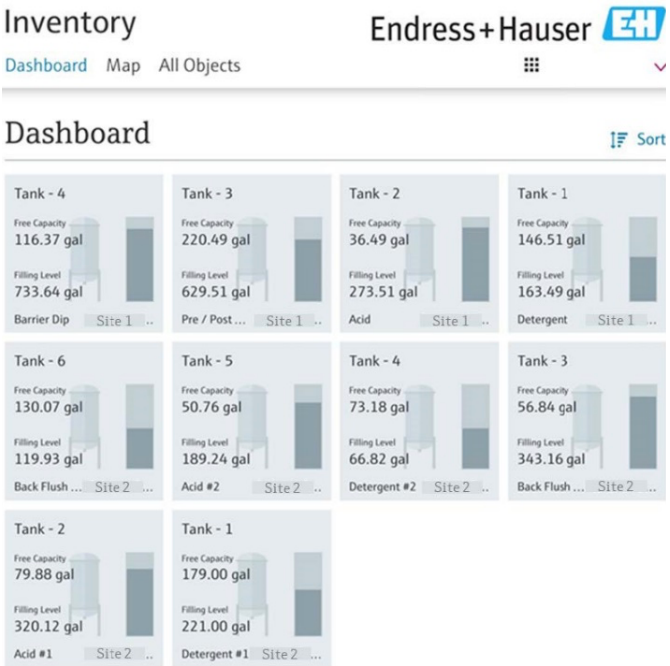 Inventory
Endress+Hauser EH
Dashboard Map All Objects
Dashboard
Sort
Tank - 4
Free Capacity
116.37 gal
Filling Level
733.64 gal
Barrier Dip Site 1 ..
Tank - 3
Free Capacity
220.49 gal
Filling Level
629.51 gal
Pre / Post ... Site 1 ..
Tank - 2
Free Capacity
36.49 gal
Filling Level
273.51 gal
Acid Site 1 ..
Tank - 1
Free Capacity
146.51 gal
Filling Level
163.49 gal
Detergent Site 1 ..
Tank - 6
Free Capacity
130.07 gal
Filling Level
119.93 gal
Back Flush ... Site 2 ...
Tank - 5
Free Capacity
50.76 gal
Filling Level
189.24 gal
Acid #2 Site 2 ..
Tank - 4
Free Capacity
73.18 gal
Filling Level
66.82 gal
Detergent #2 Site 2 ..
Tank - 3
Free Capacity
56.84 gal
Filling Level
343.16 gal
Back Flush ... Site 2 ...
Tank - 2
Free Capacity
79.88 gal
Filling Level
320.12 gal
Acid #1 Site 2 ..
Tank - 1
Free Capacity
179.00 gal
Filling Level
221.00 gal
Detergent #1 Site 2 ...